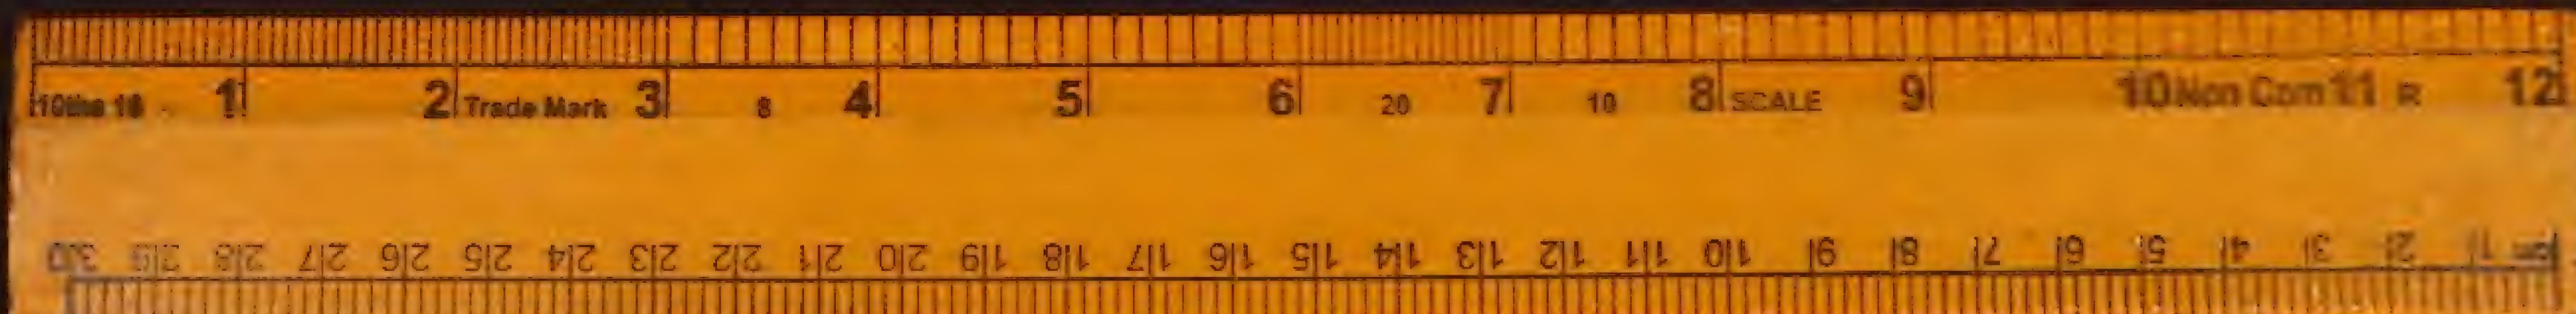 10ths 16 1 2 Trade Mark 3 8 4 5 6 20 7 10 8 SCALE 9 10 Non Com 11 R 12
30 29 28 27 26 25 24 23 22 21 20 19 18 17 16 15 14 13 12 11 10 9 8 7 6 5 4 3 2 1 cm